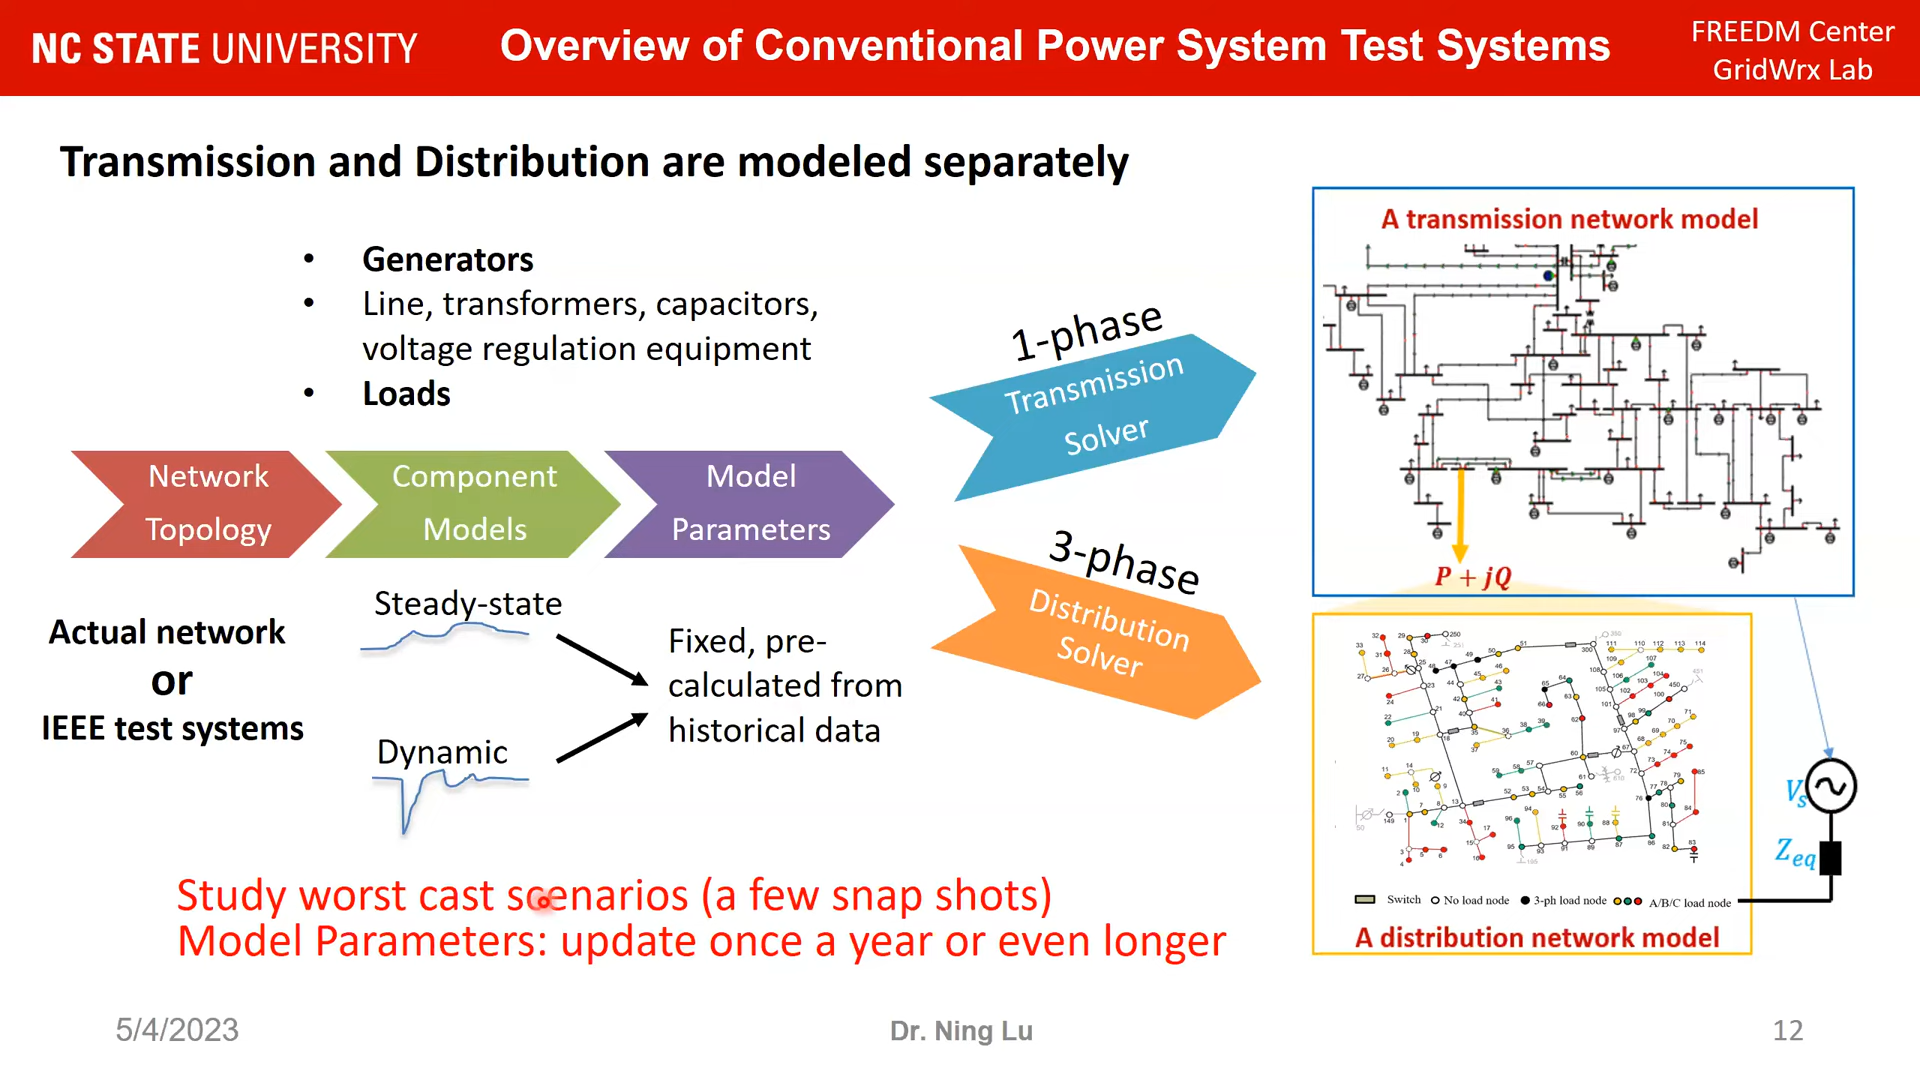 NC STATE UNIVERSITY
Overview of Conventional Power System Test Systems
FREEDM Center
GridWrx Lab
Transmission and Distribution are modeled separately
• Generators
• Line, transformers, capacitors,
voltage regulation equipment
• Loads
Network
Topology
Component
Models
Model
Parameters
1-phase
Transmission
Solver
3-phase
Distribution
Solver
Actual network
or
IEEE test systems
Steady-state
Dynamic
Fixed, pre-
calculated from
historical data
Study worst cast scenarios (a few snap shots)
Model Parameters: update once a year or even longer
A transmission network model
P + jQ
Vs
Zeq
Switch No load node 3-ph load node A/B/C load node
A distribution network model
5/4/2023
Dr. Ning Lu
12